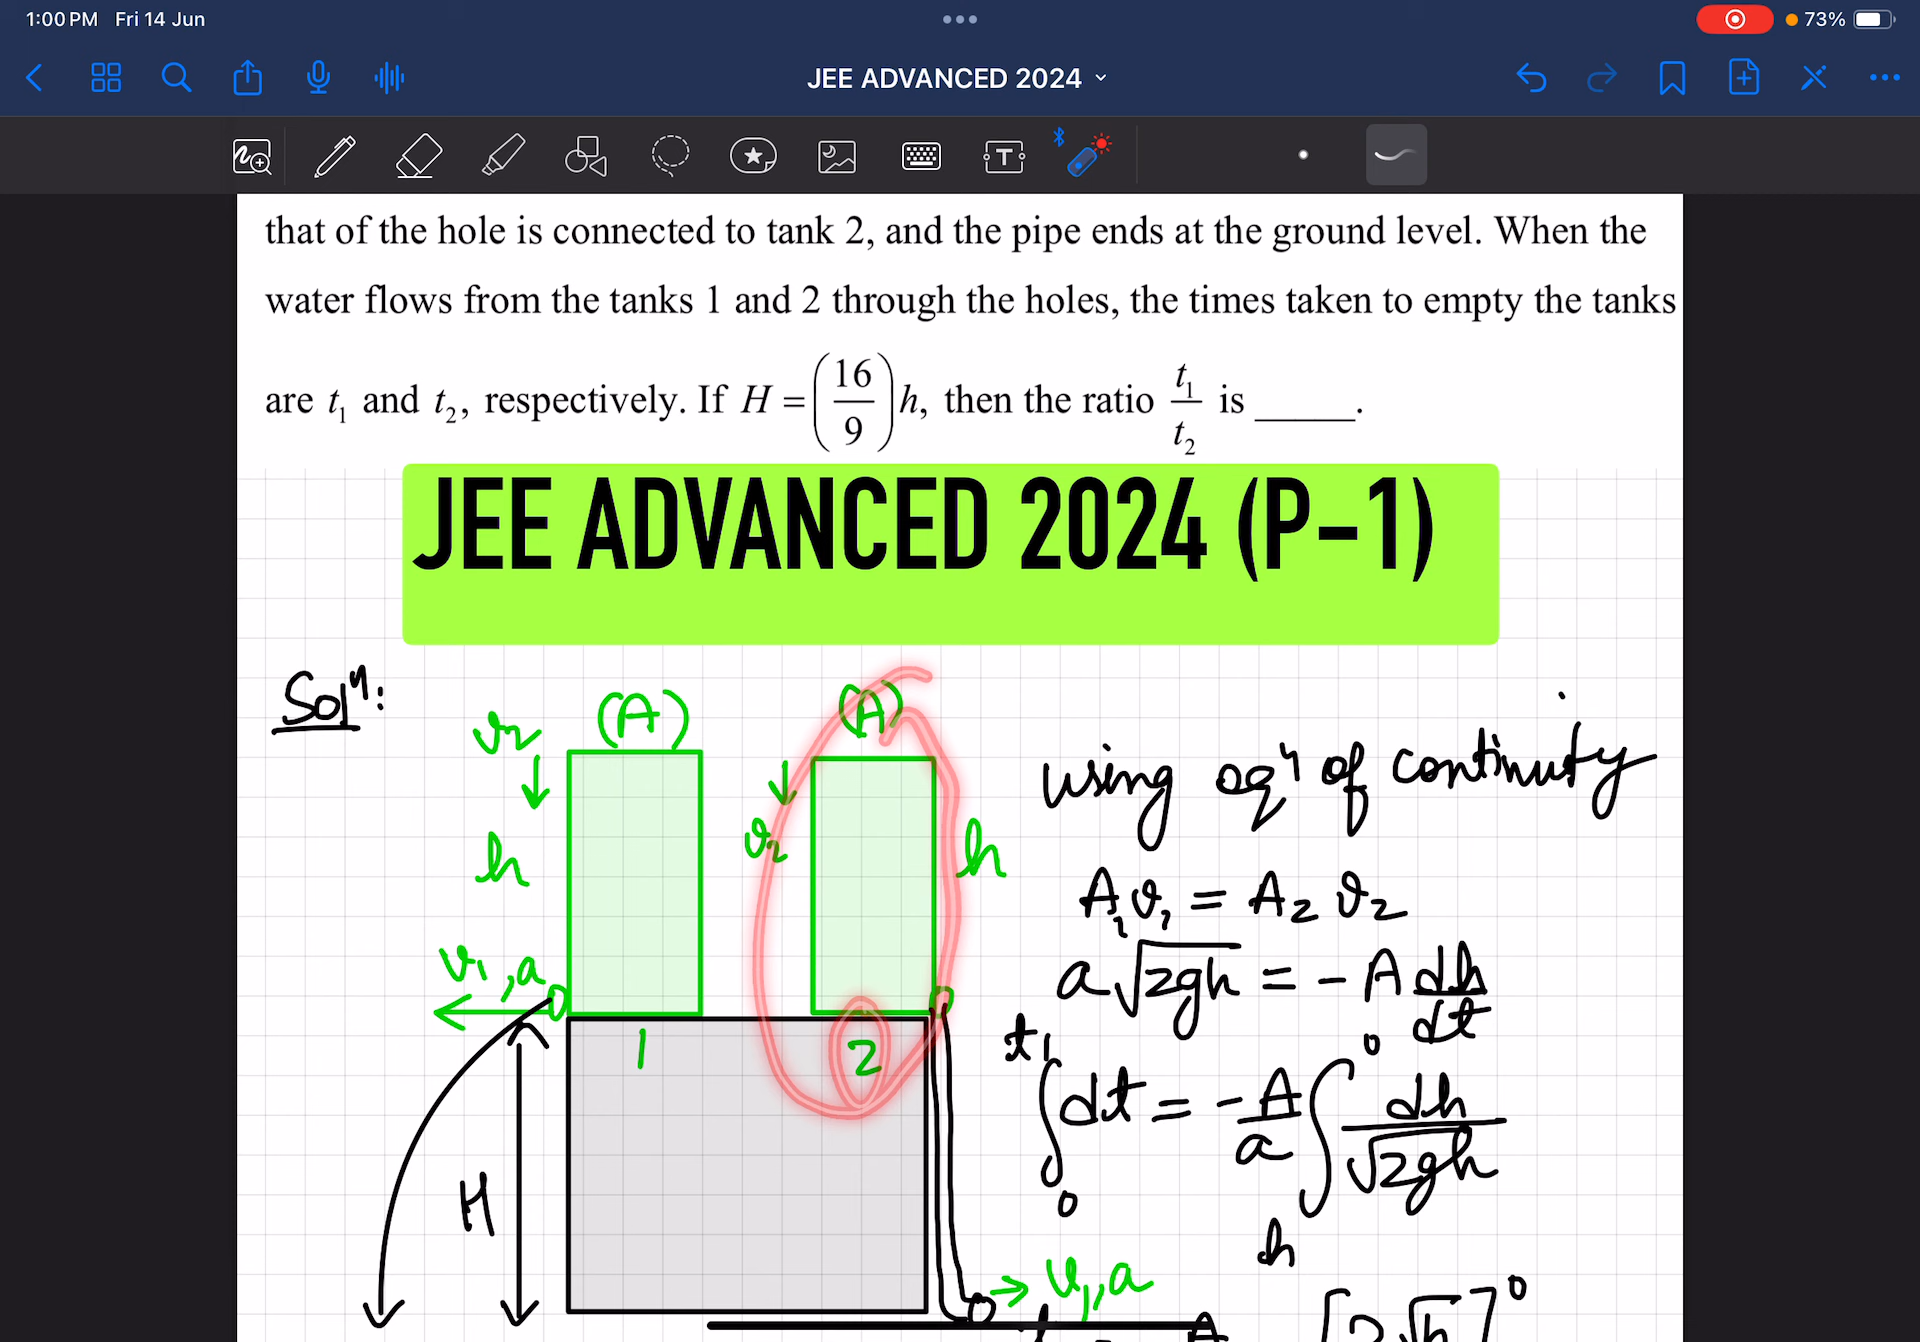 1:00 PM Fri 14 Jun
73%
JEE ADVANCED 2024
that of the hole is connected to tank 2, and the pipe ends at the ground level. When the
water flows from the tanks 1 and 2 through the holes, the times taken to empty the tanks
are t₁ and t₂, respectively. If H = (16/9)h, then the ratio t₁/t₂ is _____.
JEE ADVANCED 2024 (P-1)
Solⁿ:
(A)
(A)
v₂
h
v₂
h
v₁, a
1
2
H
v₁, a
using eqⁿ of continuity
A₁v₁ = A₂v₂
a√2gh = -A dh/dt
∫₀^t₁ dt = -A/a ∫ₕ⁰ dh/√2gh
[2√h]⁰